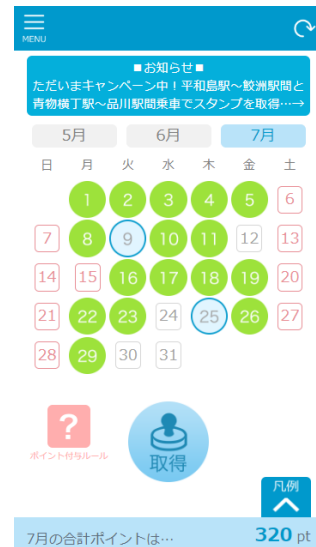 MENU
■お知らせ■
ただいまキャンペーン中！平和島駅～鮫洲駅間と
青物横丁駅～品川駅間乗車でスタンプを取得…→
5月 6月 7月
日 月 火 水 木 金 土
1 2 3 4 5 6
7 8 9 10 11 12 13
14 15 16 17 18 19 20
21 22 23 24 25 26 27
28 29 30 31
?
ポイント付与ルール
取得
凡例
7月の合計ポイントは… 320 pt